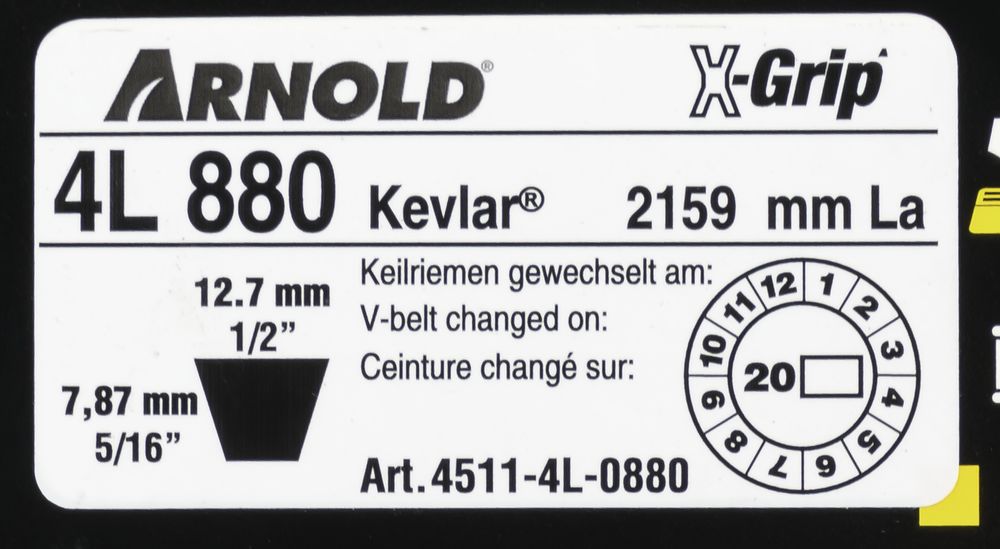 ARNOLD®
X-Grip
4L 880 Kevlar® 2159 mm La
12.7 mm
1/2”
7,87 mm
5/16”
Keilriemen gewechselt am:
V-belt changed on:
Ceinture changé sur:
Art.4511-4L-0880
1
2
3
4
5
6
7
8
9
10
11
12
20